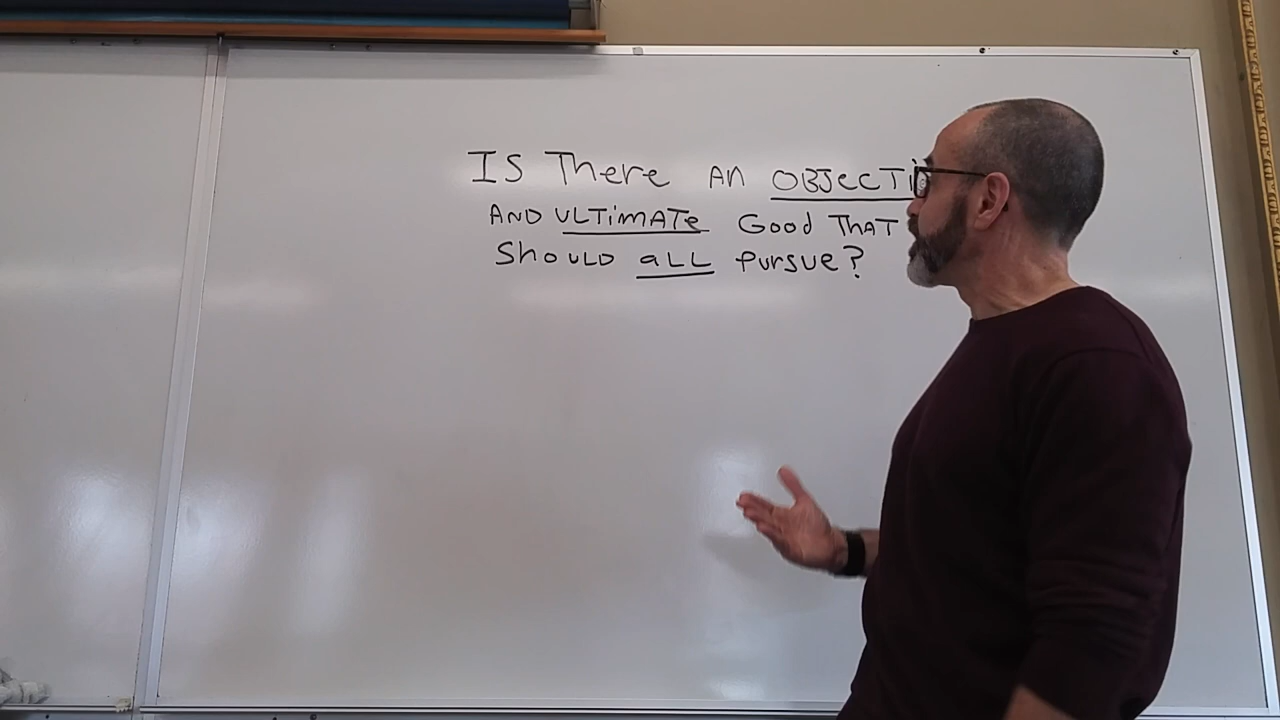 Is There AN OBJECTI
AND ULTIMATE Good THAT
Should aLL pursue?